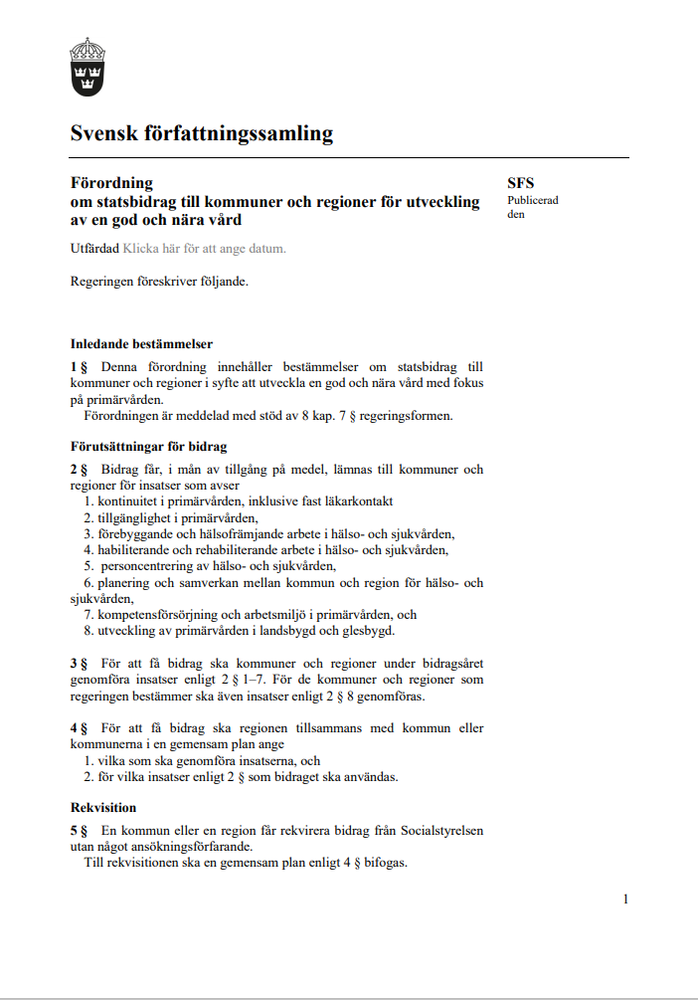 Svensk författningssamling
Förordning
om statsbidrag till kommuner och regioner för utveckling
av en god och nära vård
SFS
Publicerad
den
Utfärdad Klicka här för att ange datum.
Regeringen föreskriver följande.
Inledande bestämmelser
1 § Denna förordning innehåller bestämmelser om statsbidrag till
kommuner och regioner i syfte att utveckla en god och nära vård med fokus
på primärvården.
Förordningen är meddelad med stöd av 8 kap. 7 § regeringsformen.
Förutsättningar för bidrag
2 § Bidrag får, i mån av tillgång på medel, lämnas till kommuner och
regioner för insatser som avser
1. kontinuitet i primärvården, inklusive fast läkarkontakt
2. tillgänglighet i primärvården,
3. förebyggande och hälsofrämjande arbete i hälso- och sjukvården,
4. habiliterande och rehabiliterande arbete i hälso- och sjukvården,
5. personcentrering av hälso- och sjukvården,
6. planering och samverkan mellan kommun och region för hälso- och
sjukvården,
7. kompetensförsörjning och arbetsmiljö i primärvården, och
8. utveckling av primärvården i landsbygd och glesbygd.
3 § För att få bidrag ska kommuner och regioner under bidragsåret
genomföra insatser enligt 2 § 1–7. För de kommuner och regioner som
regeringen bestämmer ska även insatser enligt 2 § 8 genomföras.
4 § För att få bidrag ska regionen tillsammans med kommun eller
kommunerna i en gemensam plan ange
1. vilka som ska genomföra insatserna, och
2. för vilka insatser enligt 2 § som bidraget ska användas.
Rekvisition
5 § En kommun eller en region får rekvirera bidrag från Socialstyrelsen
utan något ansökningsförfarande.
Till rekvisitionen ska en gemensam plan enligt 4 § bifogas.
1